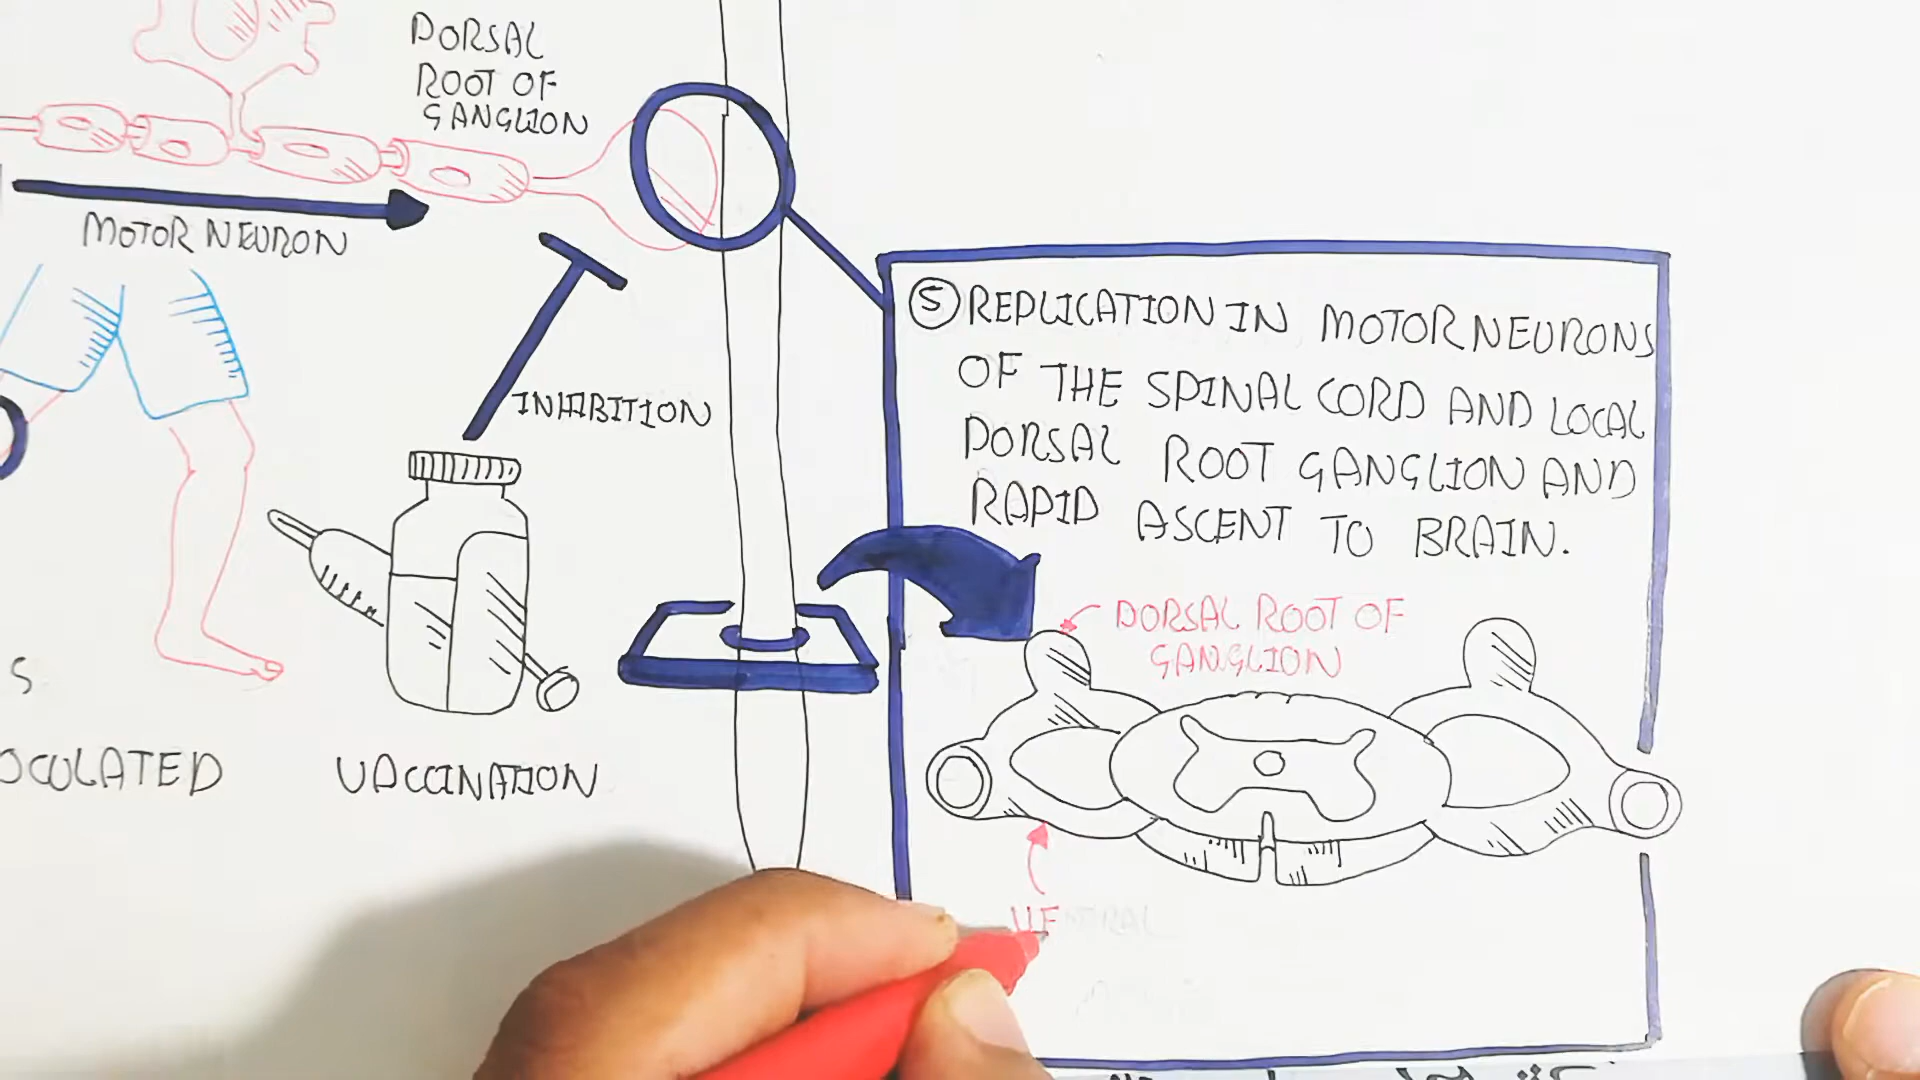 DORSAL
ROOT OF
GANGLION
MOTOR NEURON
INHIBITION
S
OCULATED
VACCINATION
5 REPLICATION IN MOTOR NEURONS
OF THE SPINAL CORD AND LOCAL
DORSAL ROOT GANGLION AND
RAPID ASCENT TO BRAIN.
DORSAL ROOT OF
GANGLION
VENTRAL